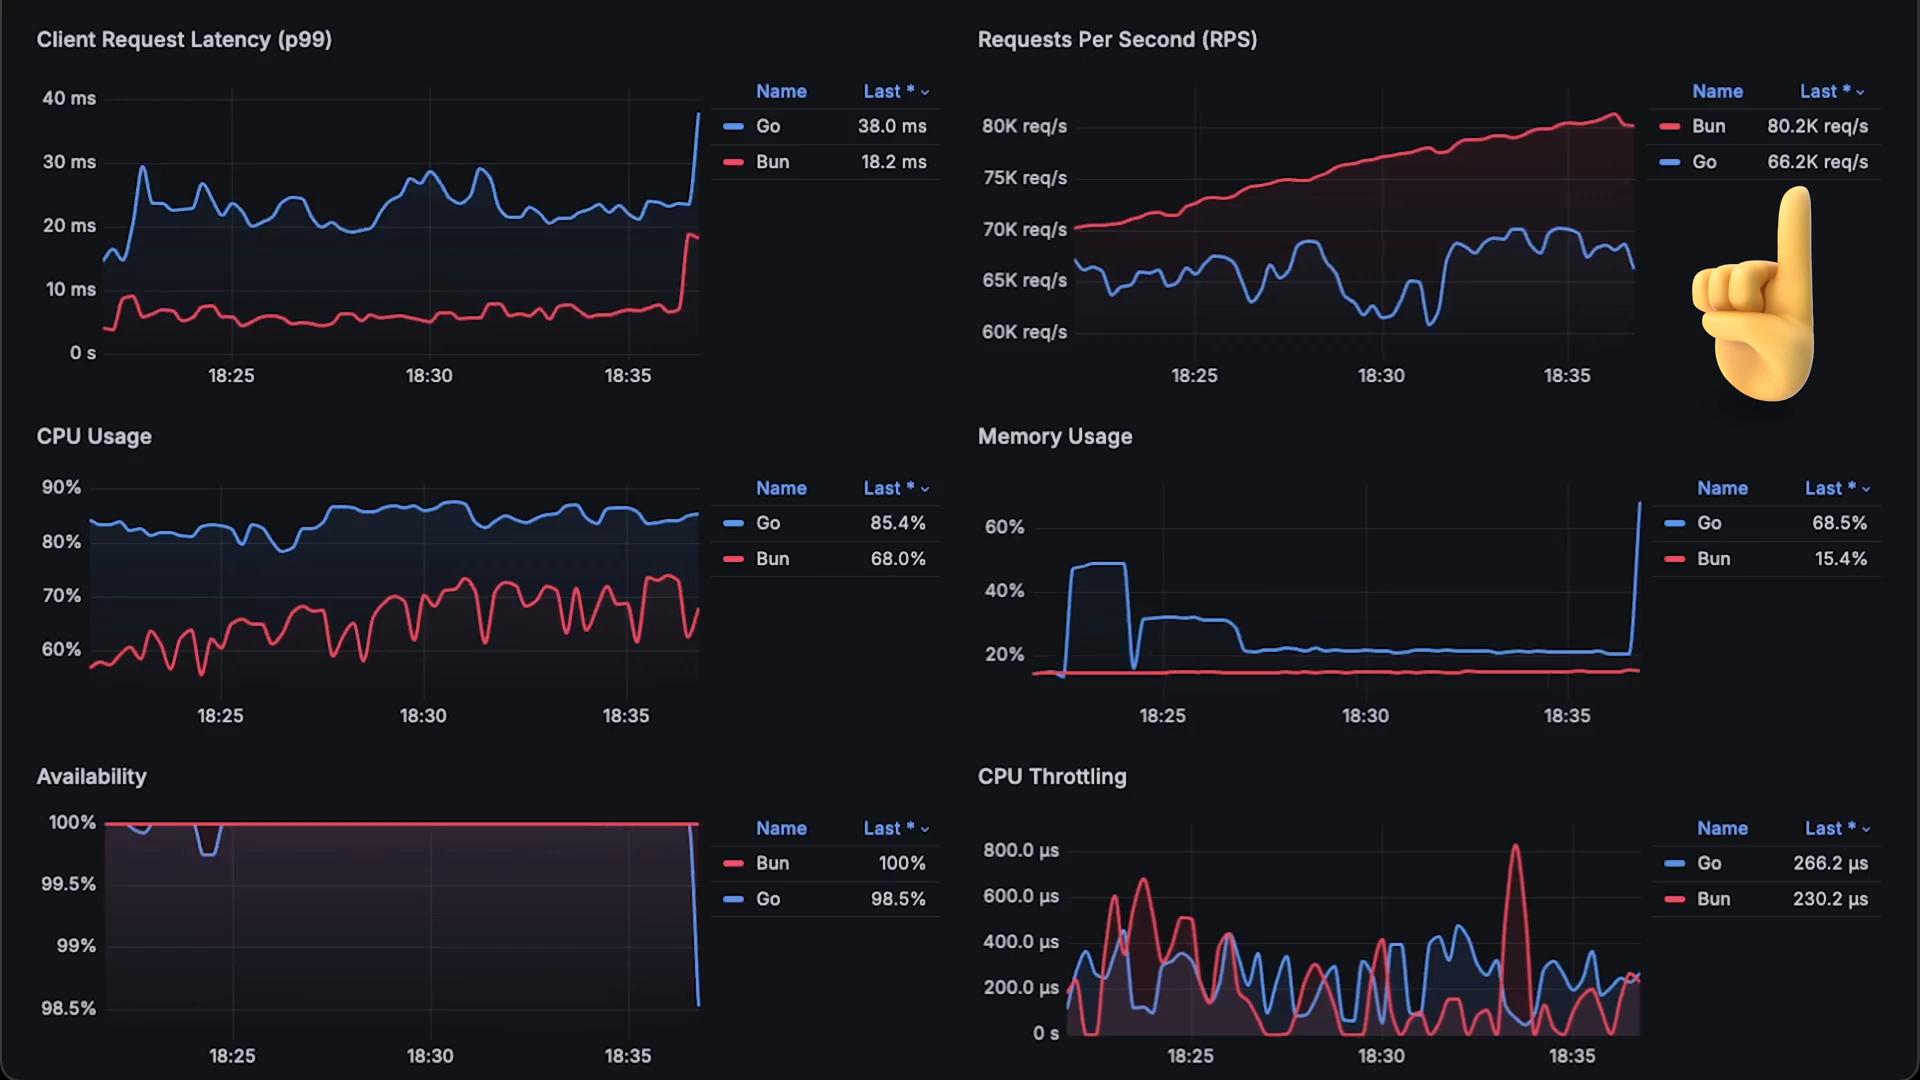 Client Request Latency (p99)
40 ms
30 ms
20 ms
10 ms
0 s
18:25 18:30 18:35
Name Last *
Go 38.0 ms
Bun 18.2 ms
Requests Per Second (RPS)
80K req/s
75K req/s
70K req/s
65K req/s
60K req/s
18:25 18:30 18:35
Name Last *
Bun 80.2K req/s
Go 66.2K req/s
CPU Usage
90%
80%
70%
60%
18:25 18:30 18:35
Name Last *
Go 85.4%
Bun 68.0%
Memory Usage
60%
40%
20%
18:25 18:30 18:35
Name Last *
Go 68.5%
Bun 15.4%
Availability
100%
99.5%
99%
98.5%
18:25 18:30 18:35
Name Last *
Bun 100%
Go 98.5%
CPU Throttling
800.0 µs
600.0 µs
400.0 µs
200.0 µs
0 s
18:25 18:30 18:35
Name Last *
Go 266.2 µs
Bun 230.2 µs